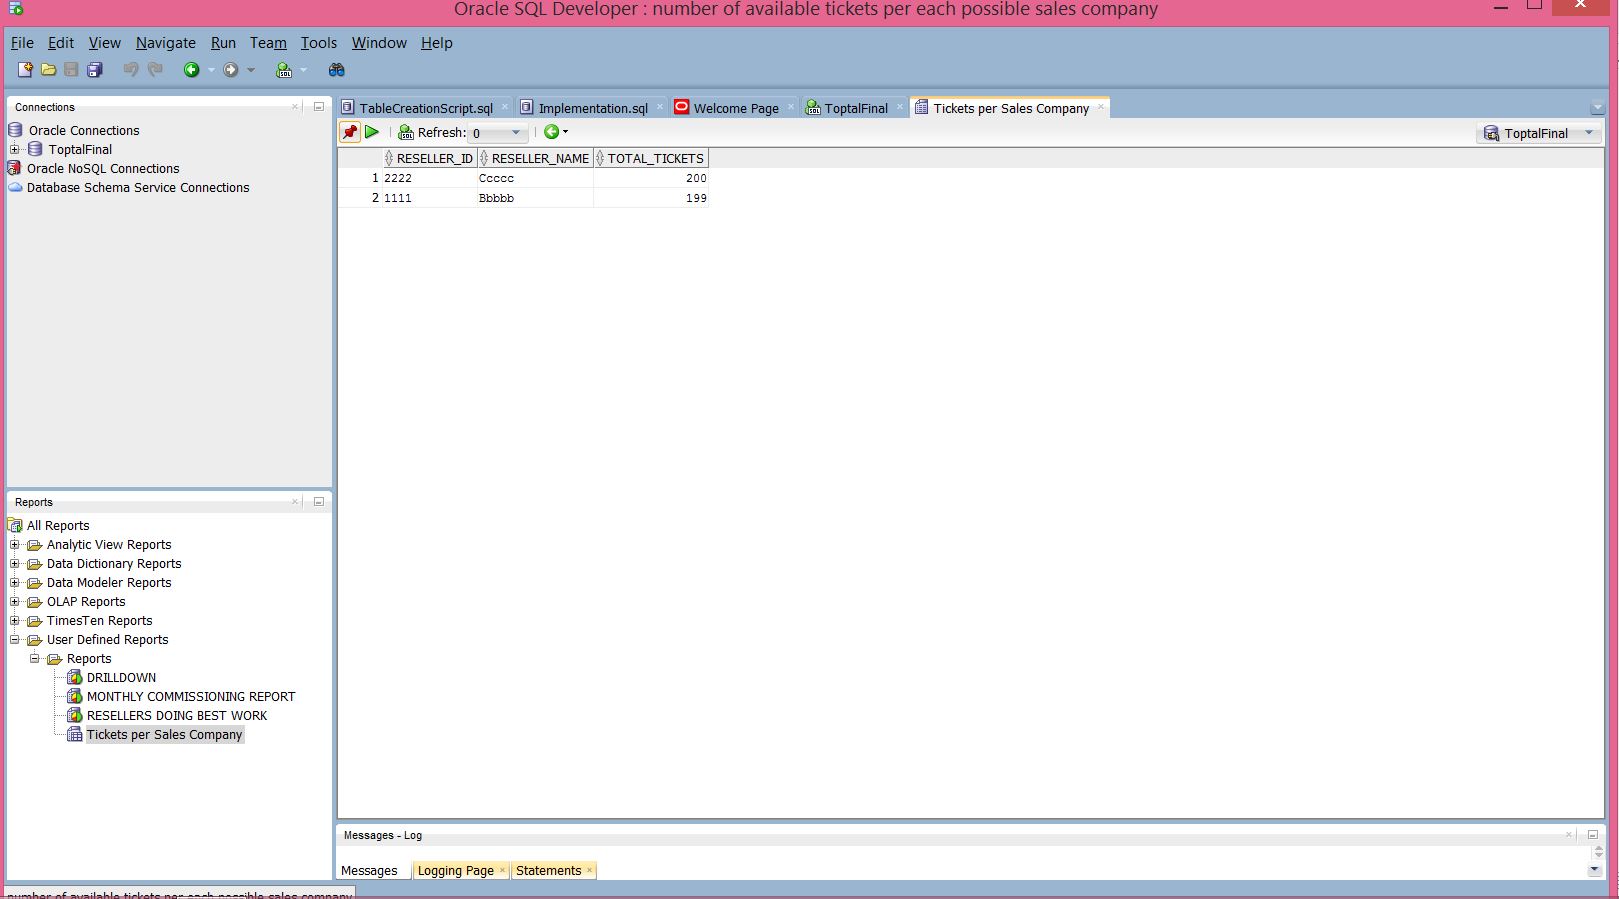 Oracle SQL Developer : number of available tickets per each possible sales company
File Edit View Navigate Run Team Tools Window Help
Connections
Oracle Connections
ToptalFinal
Oracle NoSQL Connections
Database Schema Service Connections
Reports
All Reports
Analytic View Reports
Data Dictionary Reports
Data Modeler Reports
OLAP Reports
TimesTen Reports
User Defined Reports
Reports
DRILLDOWN
MONTHLY COMMISSIONING REPORT
RESELLERS DOING BEST WORK
Tickets per Sales Company
TableCreationScript.sql Implementation.sql Welcome Page ToptalFinal Tickets per Sales Company
SQL Refresh: 0 ToptalFinal
RESELLER_ID RESELLER_NAME TOTAL_TICKETS
1 2222 Ccccc 200
2 1111 Bbbbb 199
Messages - Log
Messages Logging Page Statements
number of available tickets per each possible sales company